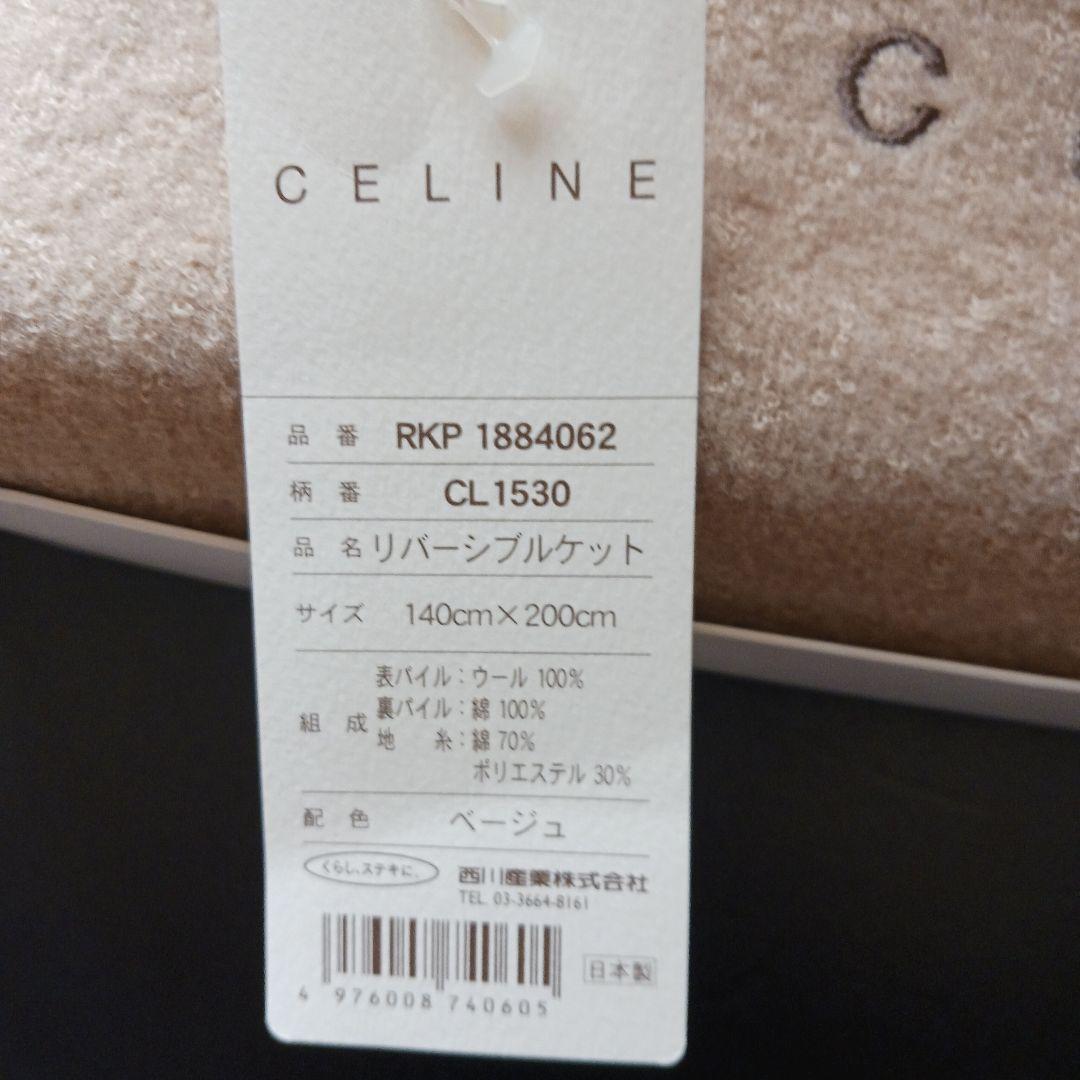 C
CELINE
品番 RKP 1884062
柄番 CL1530
品名 リバーシブルケット
サイズ 140cm×200cm
組成 表パイル：ウール 100%
裏パイル：綿 100%
地糸：綿 70%
ポリエステル 30%
配色 ベージュ
くらし、ステキに。
西川産業株式会社
TEL. 03-3664-8161
日本製
4 976008 740605